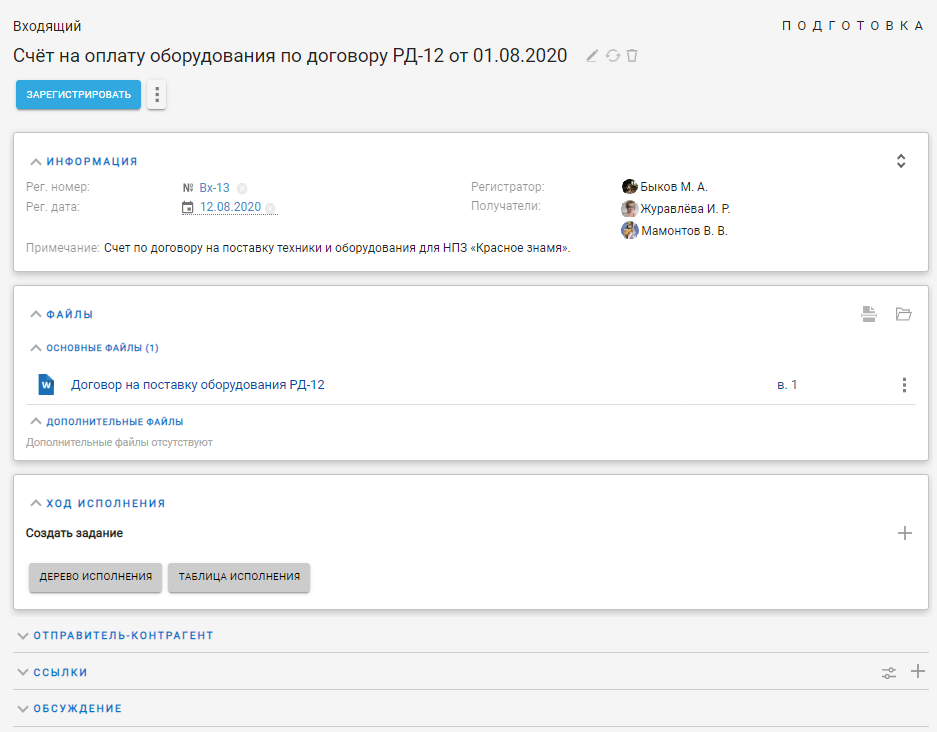 Входящий
ПОДГОТОВКА
Счёт на оплату оборудования по договору РД-12 от 01.08.2020
ЗАРЕГИСТРИРОВАТЬ
ИНФОРМАЦИЯ
Рег. номер: № Вх-13
Регистратор: Быков М. А.
Рег. дата: 12.08.2020
Получатели: Журавлёва И. Р.
Мамонтов В. В.
Примечание: Счет по договору на поставку техники и оборудования для НПЗ «Красное знамя».
ФАЙЛЫ
ОСНОВНЫЕ ФАЙЛЫ (1)
W Договор на поставку оборудования РД-12 в. 1
ДОПОЛНИТЕЛЬНЫЕ ФАЙЛЫ
Дополнительные файлы отсутствуют
ХОД ИСПОЛНЕНИЯ
Создать задание
ДЕРЕВО ИСПОЛНЕНИЯ ТАБЛИЦА ИСПОЛНЕНИЯ
ОТПРАВИТЕЛЬ-КОНТРАГЕНТ
ССЫЛКИ
ОБСУЖДЕНИЕ